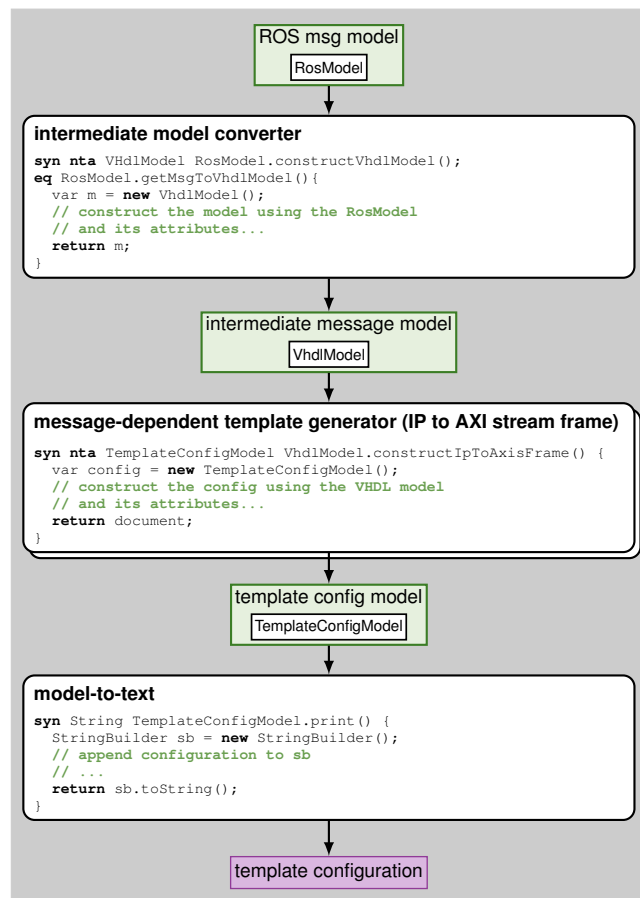 ROS msg model
RosModel
intermediate model converter
syn nta VHdlModel RosModel.constructVhdlModel();
eq RosModel.getMsgToVhdlModel(){
var m = new VhdlModel();
// construct the model using the RosModel
// and its attributes...
return m;
}
intermediate message model
VhdlModel
message-dependent template generator (IP to AXI stream frame)
syn nta TemplateConfigModel VhdlModel.constructIpToAxisFrame() {
var config = new TemplateConfigModel();
// construct the config using the VHDL model
// and its attributes...
return document;
}
template config model
TemplateConfigModel
model-to-text
syn String TemplateConfigModel.print() {
StringBuilder sb = new StringBuilder();
// append configuration to sb
// ...
return sb.toString();
}
template configuration